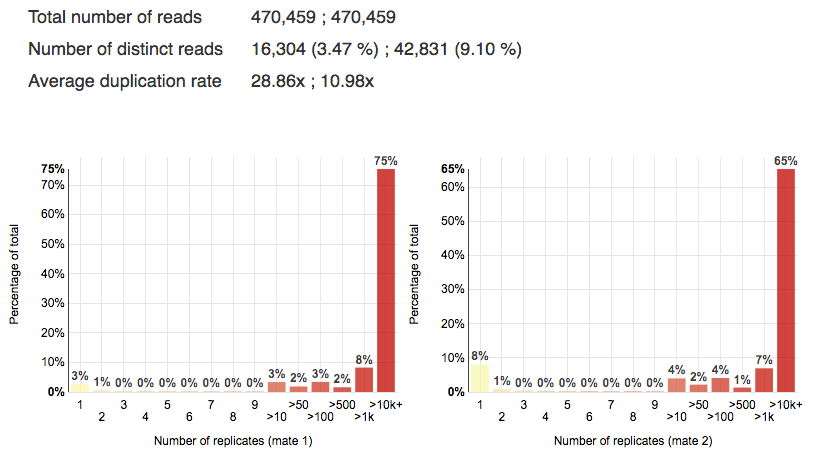 Total number of reads 470,459 ; 470,459
Number of distinct reads 16,304 (3.47 %) ; 42,831 (9.10 %)
Average duplication rate 28.86x ; 10.98x
75%
70%
60%
50%
40%
30%
20%
10%
0%
Percentage of total
3% 1% 0% 0% 0% 0% 0% 0% 0% 3% 2% 3% 2% 8% 75%
1 3 5 7 9 >50 >500 >10k+
2 4 6 8 >10 >100 >1k
Number of replicates (mate 1)
65%
60%
50%
40%
30%
20%
10%
0%
Percentage of total
8% 1% 0% 0% 0% 0% 0% 0% 0% 4% 2% 4% 1% 7% 65%
1 3 5 7 9 >50 >500 >10k+
2 4 6 8 >10 >100 >1k
Number of replicates (mate 2)